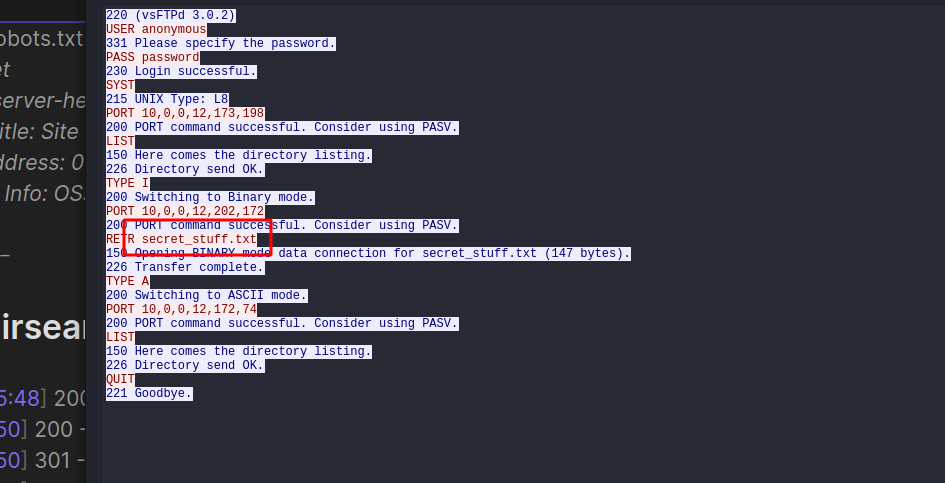 obots.txt
et
server-he
itle: Site
ddress: 0
Info: OS:
–
irsear
5:48] 200
50] 200 -
50] 301 -
220 (vsFTPd 3.0.2)
USER anonymous
331 Please specify the password.
PASS password
230 Login successful.
SYST
215 UNIX Type: L8
PORT 10,0,0,12,173,198
200 PORT command successful. Consider using PASV.
LIST
150 Here comes the directory listing.
226 Directory send OK.
TYPE I
200 Switching to Binary mode.
PORT 10,0,0,12,202,172
200 PORT command successful. Consider using PASV.
RETR secret_stuff.txt
150 Opening BINARY mode data connection for secret_stuff.txt (147 bytes).
226 Transfer complete.
TYPE A
200 Switching to ASCII mode.
PORT 10,0,0,12,172,74
200 PORT command successful. Consider using PASV.
LIST
150 Here comes the directory listing.
226 Directory send OK.
QUIT
221 Goodbye.